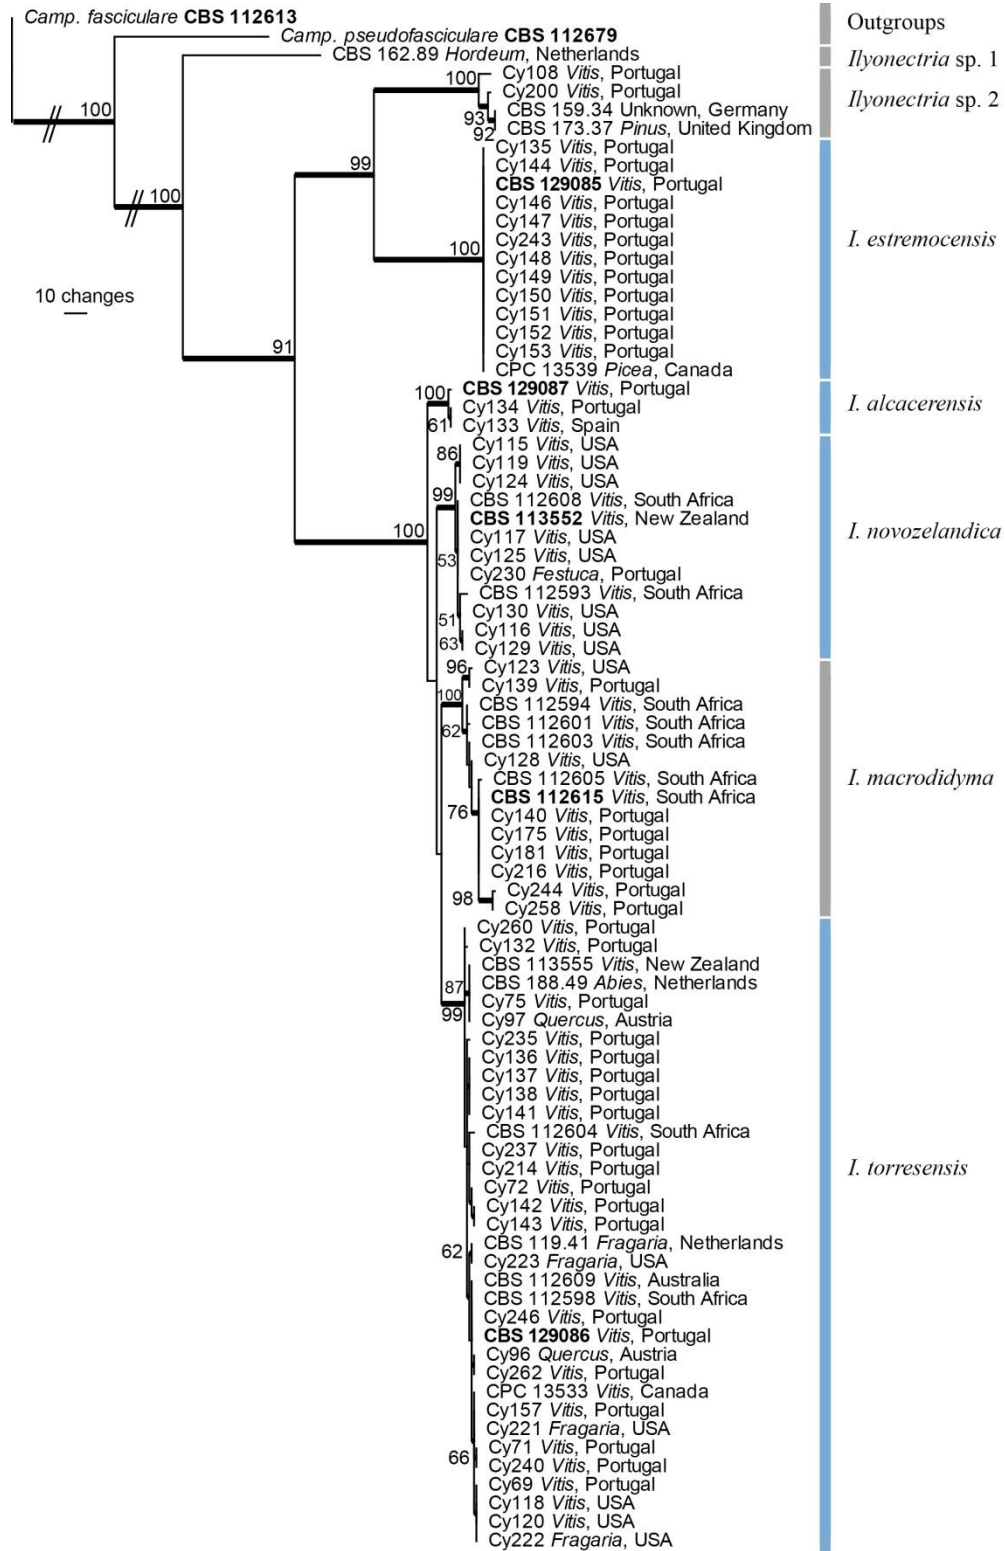 Camp. fasciculare CBS 112613
Outgroups
Camp. pseudofasciculare CBS 112679
100
CBS 162.89 Hordeum, Netherlands
Ilyonectria sp. 1
100
100
Cy108 Vitis, Portugal
Cy200 Vitis, Portugal
Ilyonectria sp. 2
93
CBS 159.34 Unknown, Germany
92
CBS 173.37 Pinus, United Kingdom
99
Cy135 Vitis, Portugal
Cy144 Vitis, Portugal
CBS 129085 Vitis, Portugal
Cy146 Vitis, Portugal
Cy147 Vitis, Portugal
Cy243 Vitis, Portugal
I. estremocensis
100
Cy148 Vitis, Portugal
Cy149 Vitis, Portugal
10 changes
Cy150 Vitis, Portugal
Cy151 Vitis, Portugal
Cy152 Vitis, Portugal
91
Cy153 Vitis, Portugal
CPC 13539 Picea, Canada
100
CBS 129087 Vitis, Portugal
Cy134 Vitis, Portugal
I. alcacerensis
61
Cy133 Vitis, Spain
Cy115 Vitis, USA
86
Cy119 Vitis, USA
Cy124 Vitis, USA
99
CBS 112608 Vitis, South Africa
CBS 113552 Vitis, New Zealand
100
Cy117 Vitis, USA
I. novozelandica
Cy125 Vitis, USA
53
Cy230 Festuca, Portugal
CBS 112593 Vitis, South Africa
Cy130 Vitis, USA
51
Cy116 Vitis, USA
63
Cy129 Vitis, USA
96
Cy123 Vitis, USA
Cy139 Vitis, Portugal
100
CBS 112594 Vitis, South Africa
CBS 112601 Vitis, South Africa
62
CBS 112603 Vitis, South Africa
Cy128 Vitis, USA
CBS 112605 Vitis, South Africa
I. macrodidyma
CBS 112615 Vitis, South Africa
76
Cy140 Vitis, Portugal
Cy175 Vitis, Portugal
Cy181 Vitis, Portugal
Cy216 Vitis, Portugal
98
Cy244 Vitis, Portugal
Cy258 Vitis, Portugal
Cy260 Vitis, Portugal
Cy132 Vitis, Portugal
CBS 113555 Vitis, New Zealand
87
CBS 188.49 Abies, Netherlands
Cy75 Vitis, Portugal
99
Cy97 Quercus, Austria
Cy235 Vitis, Portugal
Cy136 Vitis, Portugal
Cy137 Vitis, Portugal
Cy138 Vitis, Portugal
Cy141 Vitis, Portugal
CBS 112604 Vitis, South Africa
Cy237 Vitis, Portugal
Cy214 Vitis, Portugal
I. torresensis
Cy72 Vitis, Portugal
Cy142 Vitis, Portugal
Cy143 Vitis, Portugal
62
CBS 119.41 Fragaria, Netherlands
Cy223 Fragaria, USA
CBS 112609 Vitis, Australia
CBS 112598 Vitis, South Africa
Cy246 Vitis, Portugal
CBS 129086 Vitis, Portugal
Cy96 Quercus, Austria
Cy262 Vitis, Portugal
CPC 13533 Vitis, Canada
Cy157 Vitis, Portugal
Cy221 Fragaria, USA
66
Cy71 Vitis, Portugal
Cy240 Vitis, Portugal
Cy69 Vitis, Portugal
Cy118 Vitis, USA
Cy120 Vitis, USA
Cy222 Fragaria, USA